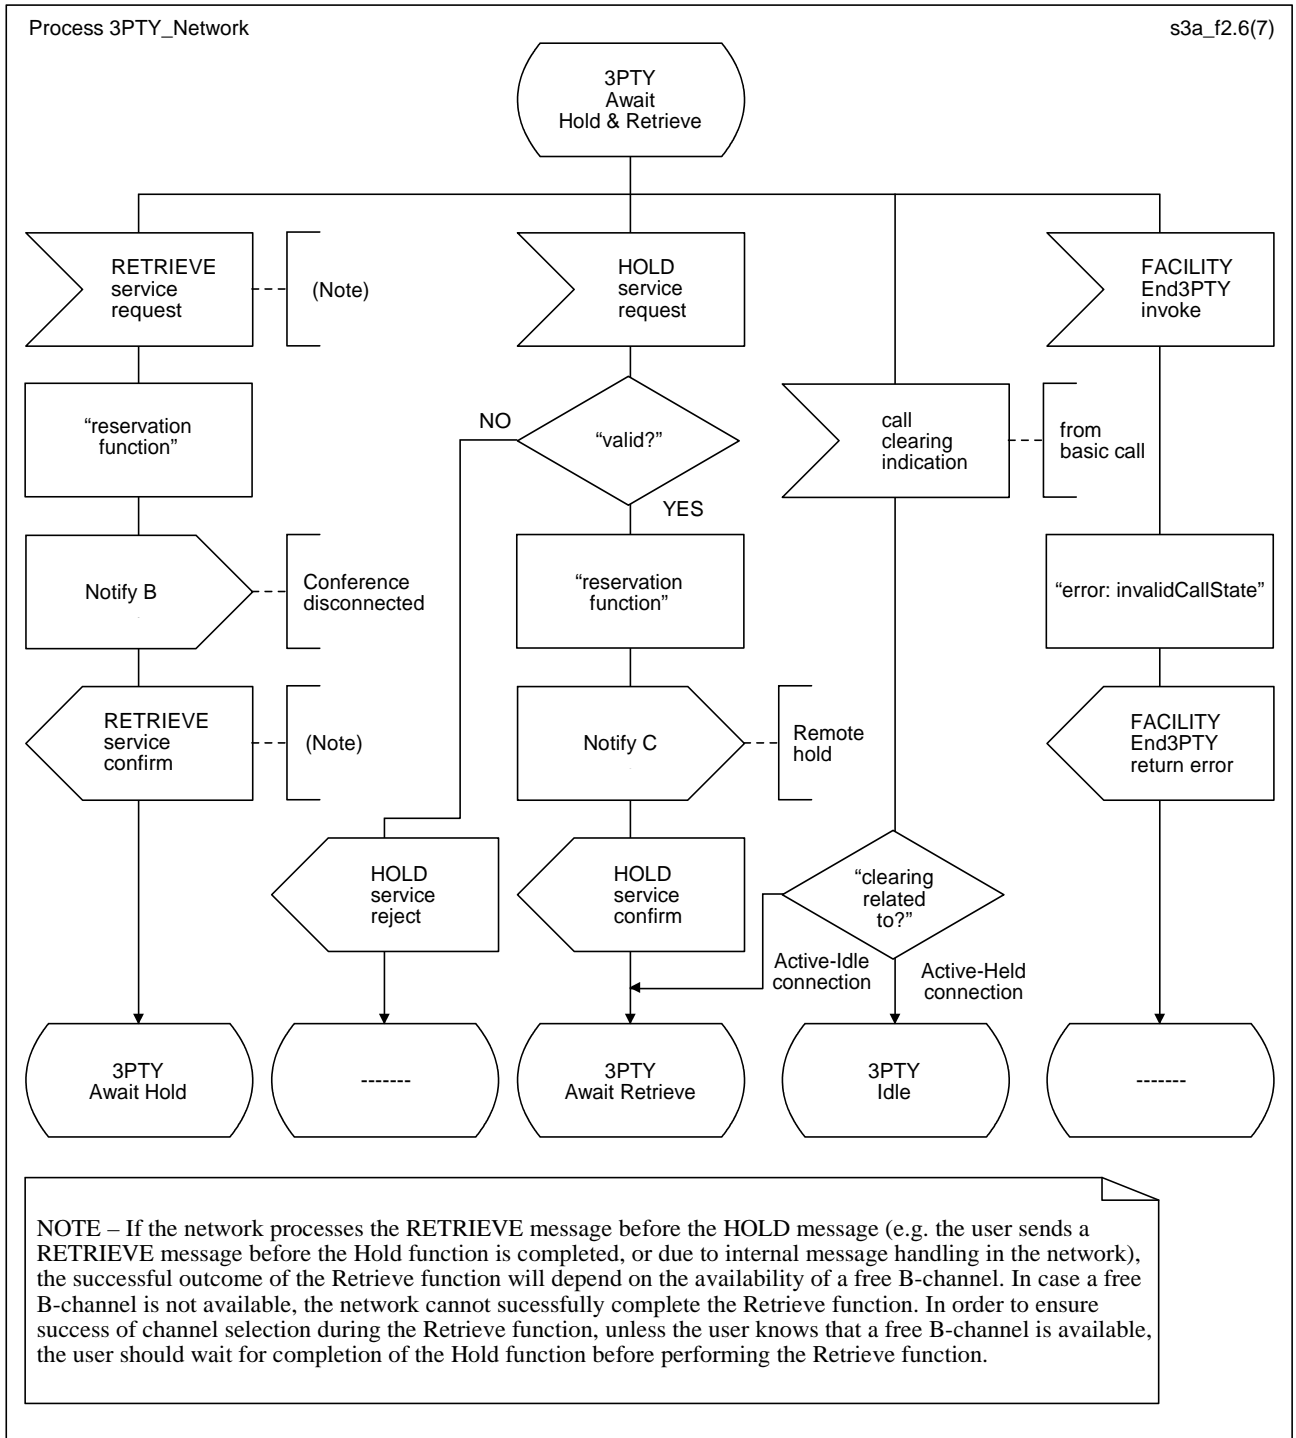 Process 3PTY_Network
s3a_f2.6(7)
3PTY
Await
Hold & Retrieve
RETRIEVE
service
request
(Note)
HOLD
service
request
FACILITY
End3PTY
invoke
“reservation
function”
NO
“valid?”
YES
call
clearing
indication
from
basic call
Notify B
Conference
disconnected
“reservation
function”
“error: invalidCallState”
RETRIEVE
service
confirm
(Note)
Notify C
Remote
hold
FACILITY
End3PTY
return error
HOLD
service
reject
HOLD
service
confirm
“clearing
related
to?”
Active-Idle
connection
Active-Held
connection
3PTY
Await Hold
-------
3PTY
Await Retrieve
3PTY
Idle
-------
NOTE – If the network processes the RETRIEVE message before the HOLD message (e.g. the user sends a
RETRIEVE message before the Hold function is completed, or due to internal message handling in the network),
the successful outcome of the Retrieve function will depend on the availability of a free B-channel. In case a free
B-channel is not available, the network cannot sucessfully complete the Retrieve function. In order to ensure
success of channel selection during the Retrieve function, unless the user knows that a free B-channel is available,
the user should wait for completion of the Hold function before performing the Retrieve function.